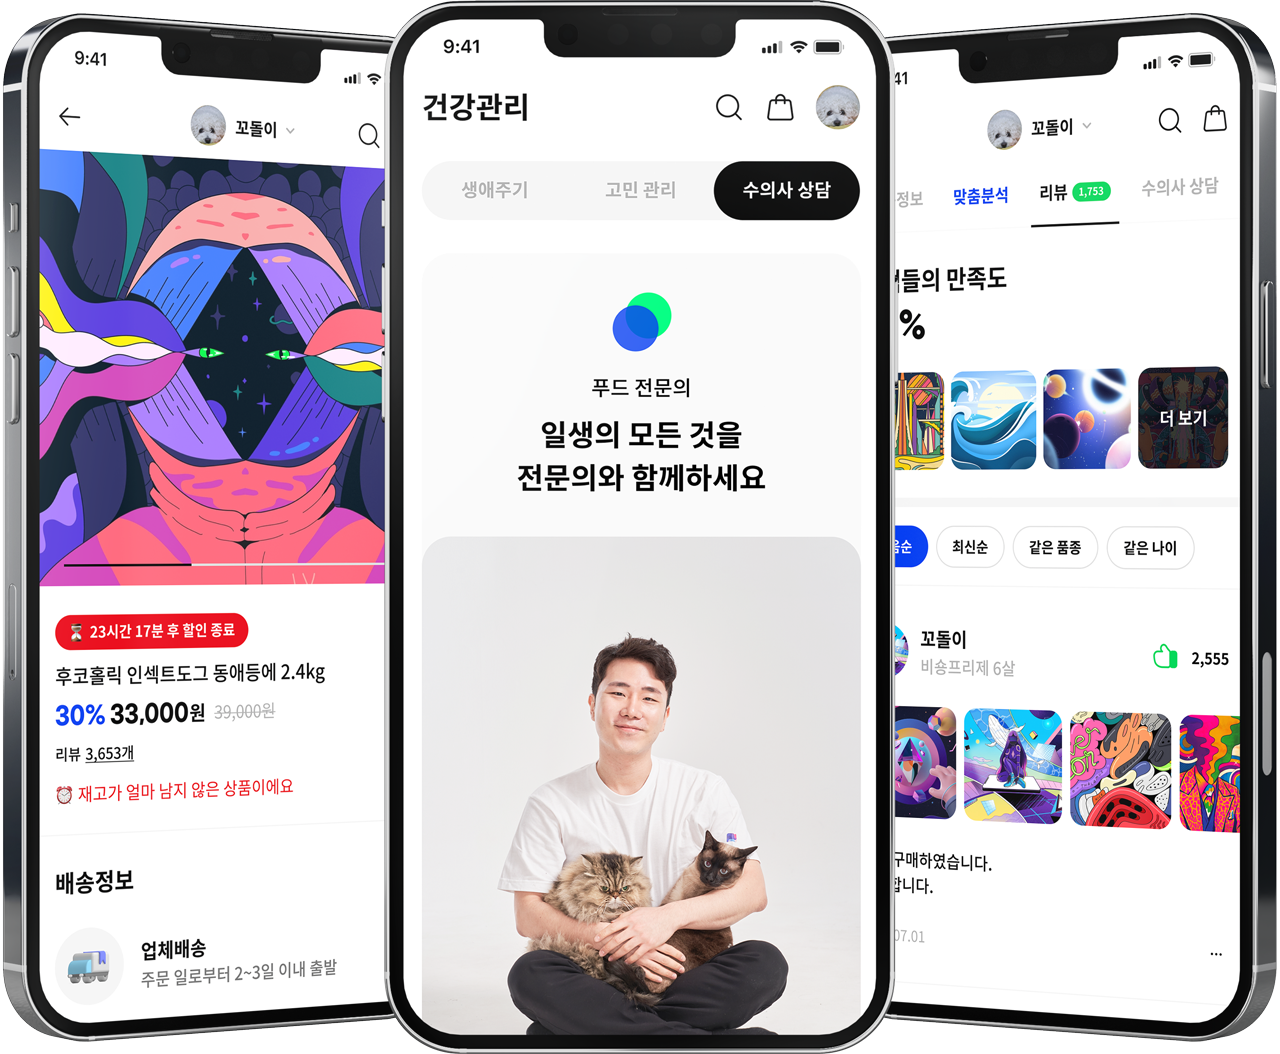 9:41
꼬돌이
23시간 17분 후 할인 종료
후코홀릭 인섹트도그 동애등에 2.4kg
30% 33,000원 39,000원
리뷰 3,653개
재고가 얼마 남지 않은 상품이에요
배송정보
업체배송
주문 일로부터 2~3일 이내 출발
9:41
건강관리
생애주기
고민 관리
수의사 상담
푸드 전문의
일생의 모든 것을
전문의와 함께하세요
41
꼬돌이
정보
맞춤분석
리뷰 1,753
수의사 상담
들의 만족도
%
더 보기
순
최신순
같은 품종
같은 나이
꼬돌이
비숑프리제 6살
2,555
구매하였습니다.
합니다.
07.01